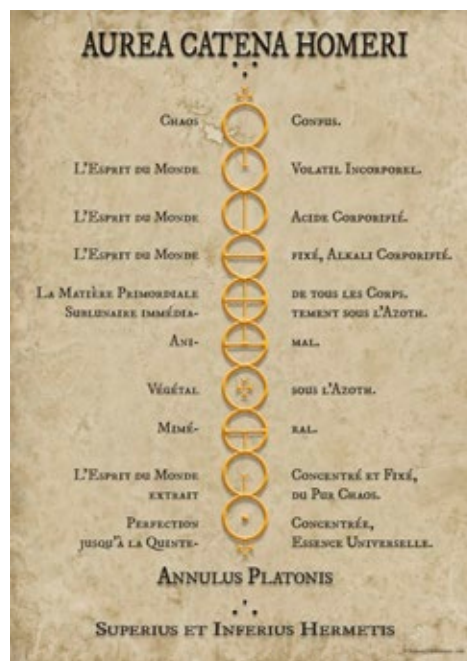 AUREA CATENA HOMERI
CHAOS CONFUS.
L'ESPRIT DU MONDE VOLATIL INCORPOREL.
L'ESPRIT DU MONDE ACIDE CORPORIFIÉ.
L'ESPRIT DU MONDE FIXÉ, ALKALI CORPORIFIÉ.
LA MATIÈRE PRIMORDIALE DE TOUS LES CORPS.
SUBLUNAIRE IMMÉDIA- TEMENT SOUS L'AZOTH.
ANI- MAL.
VÉGÉTAL SOUS L'AZOTH.
MIMÉ- RAL.
L'ESPRIT DU MONDE CONCENTRÉ ET FIXÉ,
EXTRAIT DU PUR CHAOS.
PERFECTION CONCENTRÉE,
JUSQU'À LA QUINTE- ESSENCE UNIVERSELLE.
ANNULUS PLATONIS
SUPERIUS ET INFERIUS HERMETIS